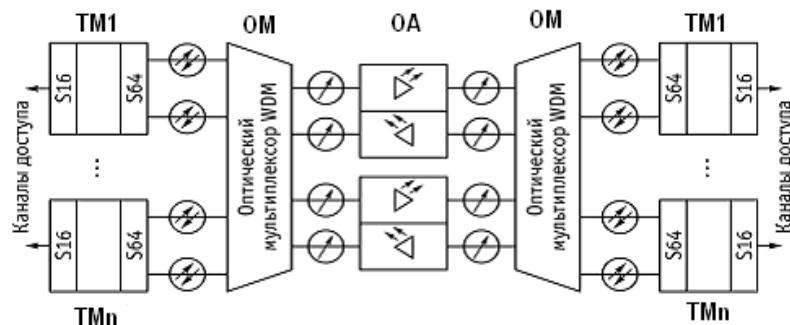 TM1
OM
OA
OM
TM1
Каналы доступа
S16
S64
S16
S64
...
Оптический
мультиплексор WDM
Оптический
мультиплексор WDM
S64
S16
S64
S16
...
Каналы доступа
TMn
TMn